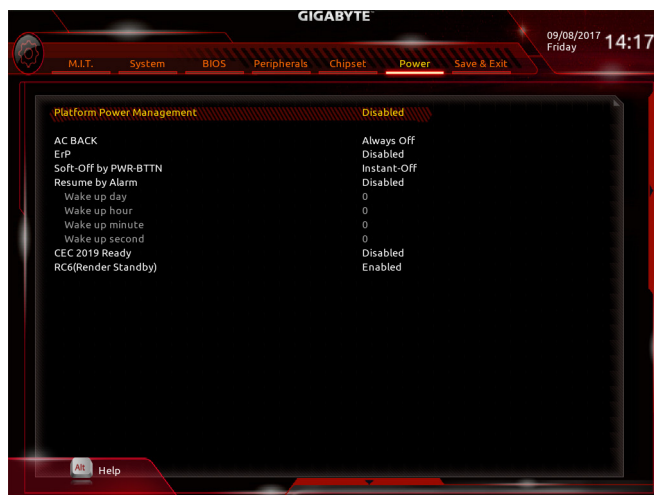 GIGABYTE™
09/08/2017 14:17
Friday
M.I.T. System BIOS Peripherals Chipset Power Save & Exit
Platform Power Management Disabled
AC BACK Always Off
ErP Disabled
Soft-Off by PWR-BTTN Instant-Off
Resume by Alarm Disabled
Wake up day 0
Wake up hour 0
Wake up minute 0
Wake up second 0
CEC 2019 Ready Disabled
RC6(Render Standby) Enabled
Alt Help